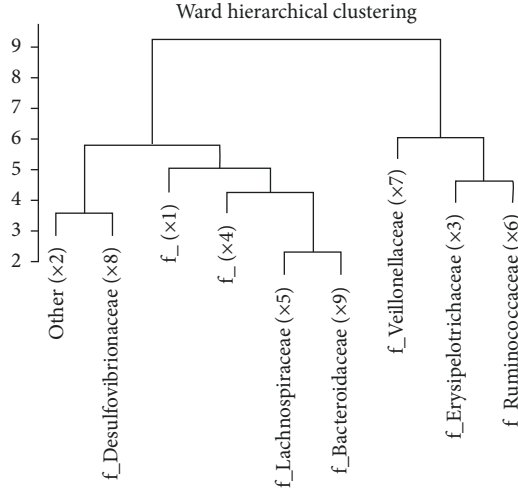 Ward hierarchical clustering
9
8
7
6
5
4
3
2
Other (×2)
f_Desulfovibrionaceae (×8)
f_ (×1)
f_ (×4)
f_Lachnospiraceae (×5)
f_Bacteroidaceae (×9)
f_Veillonellaceae (×7)
f_Erysipelotrichaceae (×3)
f_Ruminococcaceae (×6)